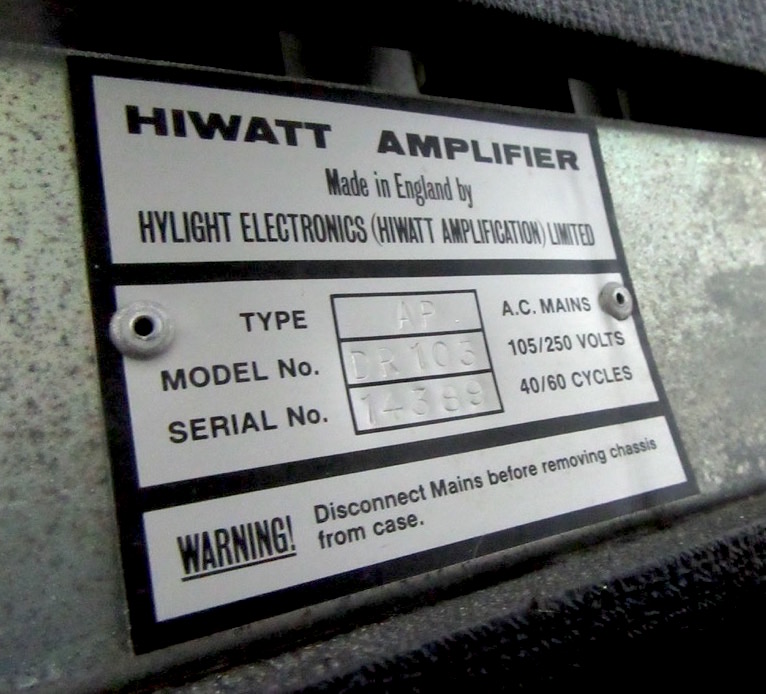 HIWATT AMPLIFIER
Made in England by
HYLIGHT ELECTRONICS (HIWATT AMPLIFICATION) LIMITED
TYPE AP A.C. MAINS
MODEL No. DR103 105/250 VOLTS
SERIAL No. 14389 40/60 CYCLES
WARNING! Disconnect Mains before removing chassis
from case.